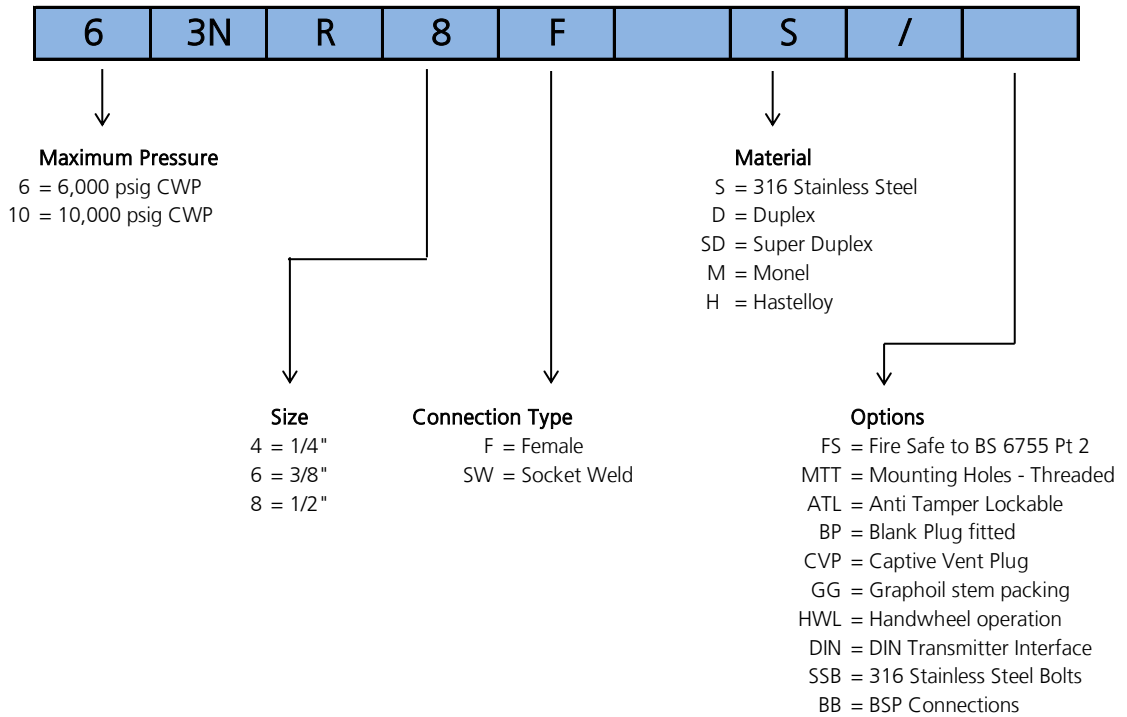 6 3N R 8 F S /
Maximum Pressure
6 = 6,000 psig CWP
10 = 10,000 psig CWP
Material
S = 316 Stainless Steel
D = Duplex
SD = Super Duplex
M = Monel
H = Hastelloy
Size
4 = 1/4"
6 = 3/8"
8 = 1/2"
Connection Type
F = Female
SW = Socket Weld
Options
FS = Fire Safe to BS 6755 Pt 2
MTT = Mounting Holes - Threaded
ATL = Anti Tamper Lockable
BP = Blank Plug fitted
CVP = Captive Vent Plug
GG = Graphoil stem packing
HWL = Handwheel operation
DIN = DIN Transmitter Interface
SSB = 316 Stainless Steel Bolts
BB = BSP Connections